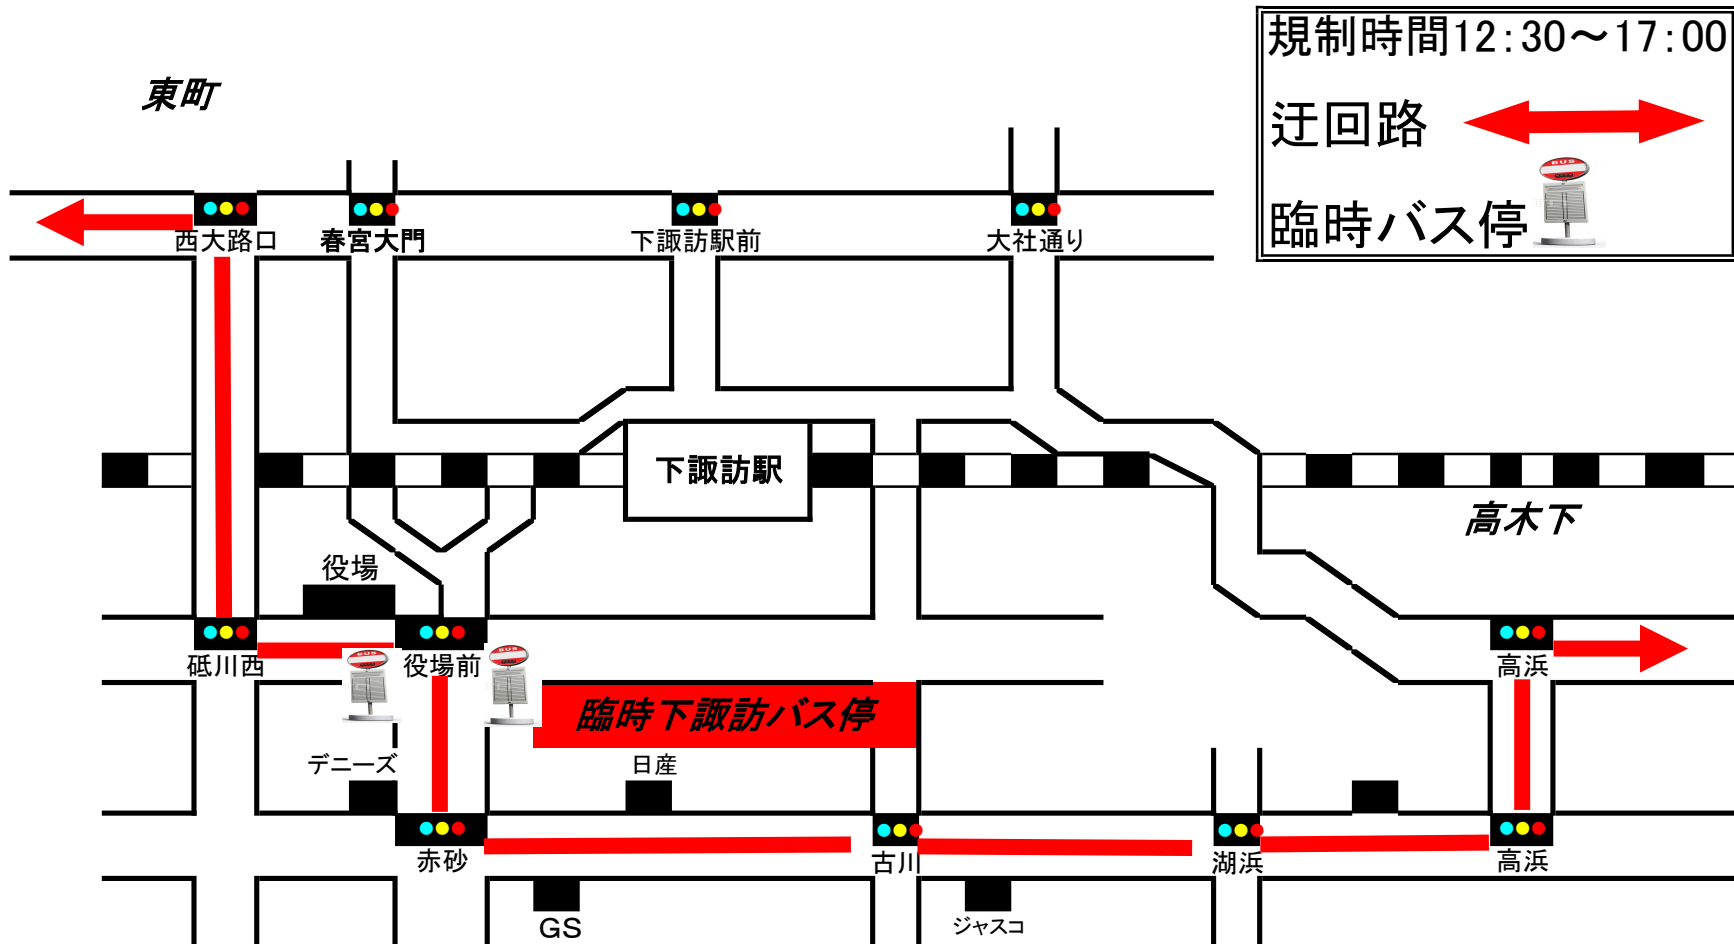 規制時間12:30～17:00
迂回路
臨時バス停
BUS
東町
西大路口
春宮大門
下諏訪駅前
大社通り
下諏訪駅
高木下
役場
砥川西
役場前
高浜
BUS
BUS
臨時下諏訪バス停
デニーズ
日産
赤砂
古川
湖浜
高浜
GS
ジャスコ